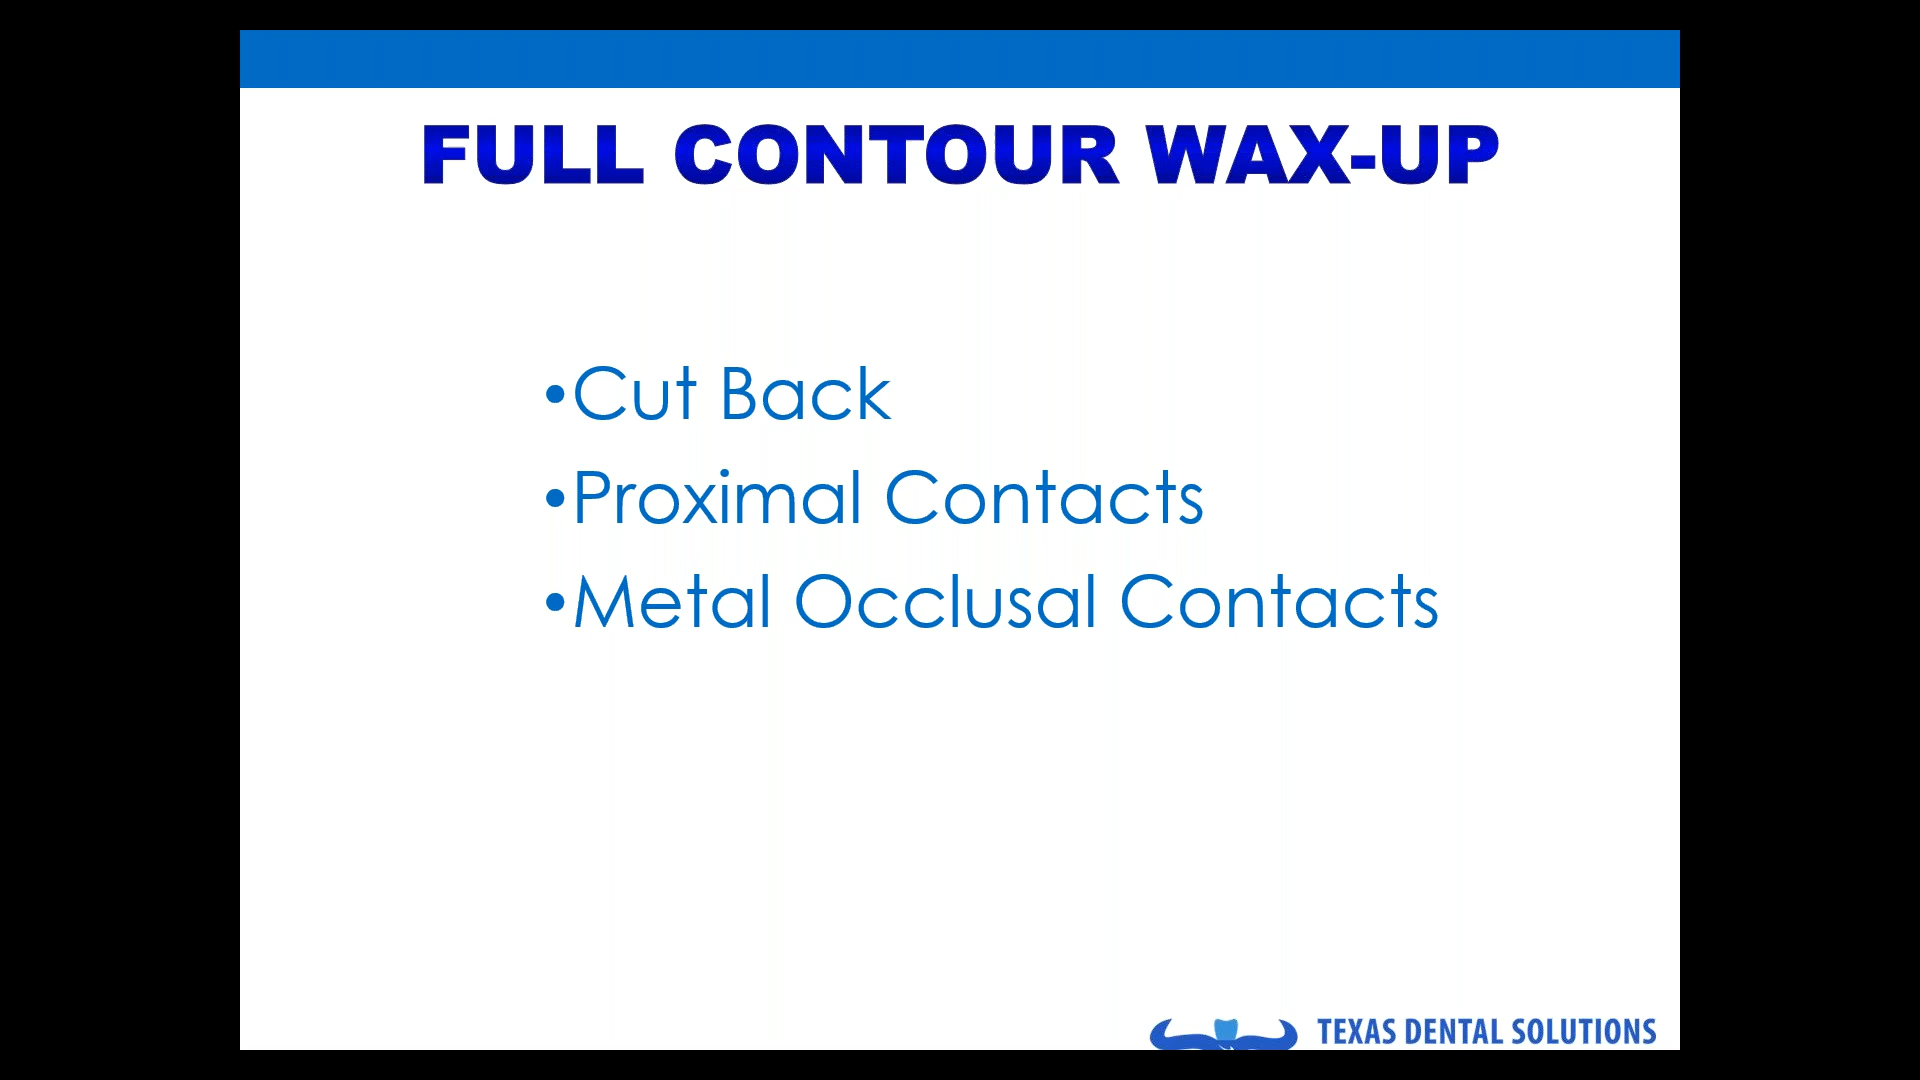 FULL CONTOUR WAX-UP
•Cut Back
•Proximal Contacts
•Metal Occlusal Contacts
TEXAS DENTAL SOLUTIONS